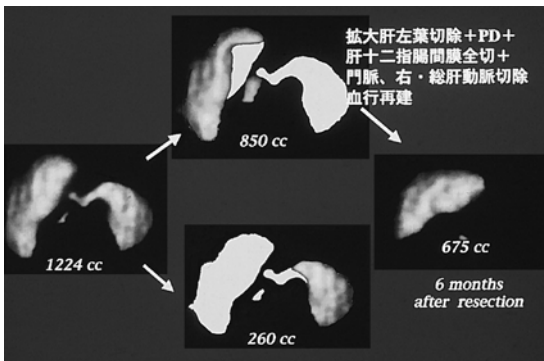 拡大肝左葉切除＋PD＋
肝十二指腸間膜全切＋
門脈、右・総肝動脈切除
血行再建
850 cc
1224 cc
260 cc
675 cc
6 months
after resection